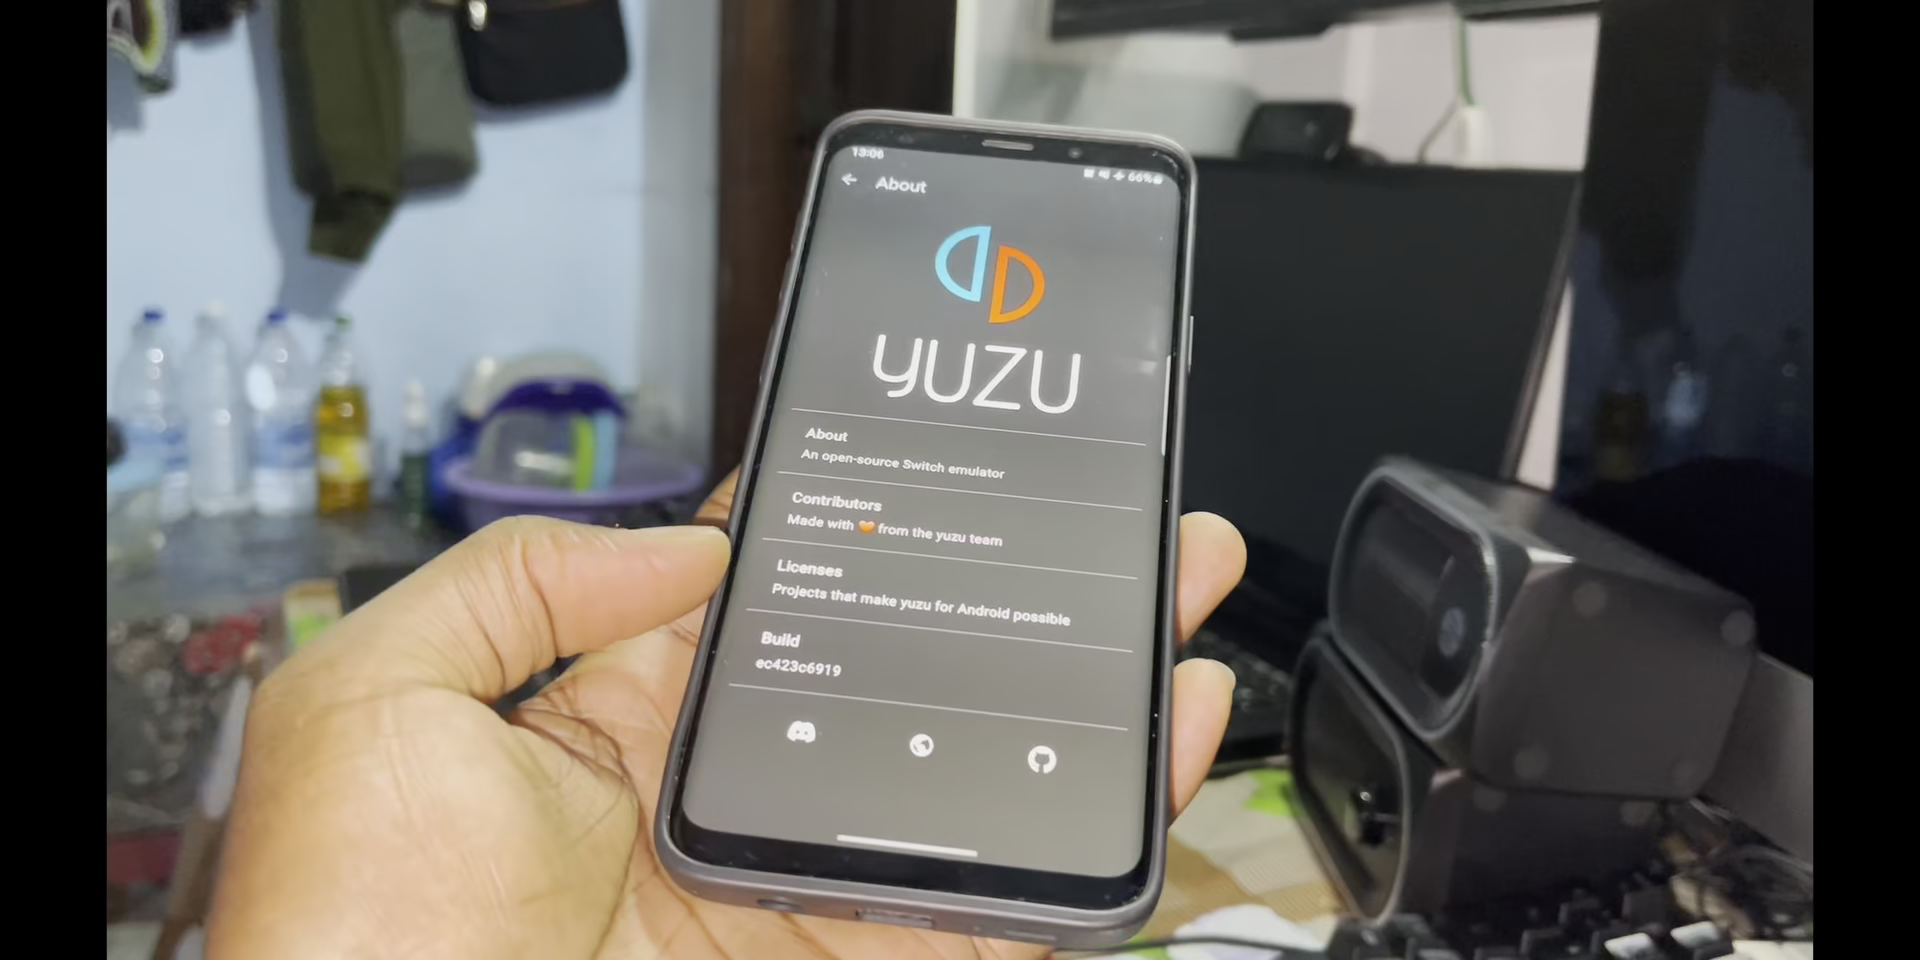 13:06
66%
About
yuzu
About
An open-source Switch emulator
Contributors
Made with 🧡 from the yuzu team
Licenses
Projects that make yuzu for Android possible
Build
ec423c6919